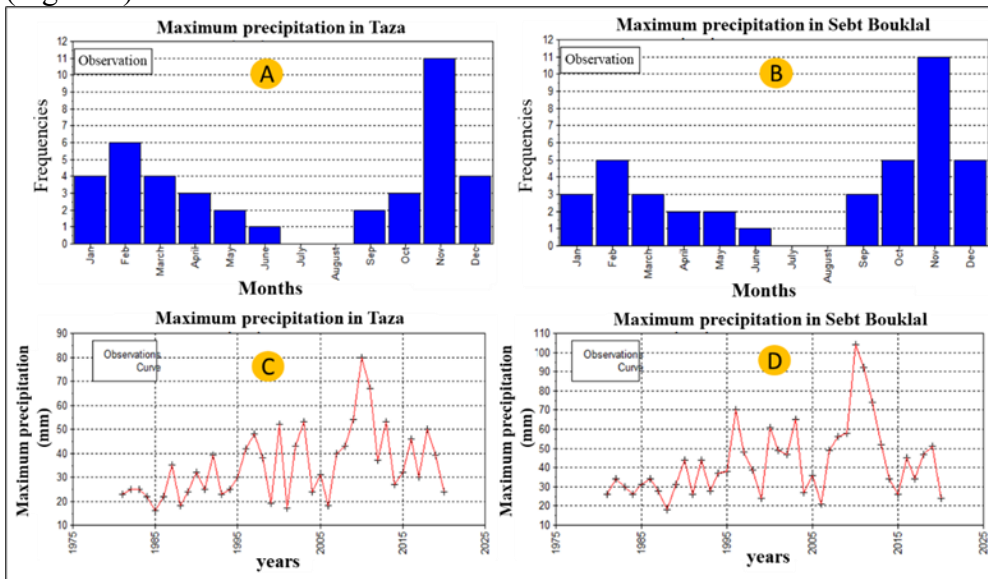 Maximum precipitation in Taza
12
11
10
9
8
7
6
5
4
3
2
1
0
Frequencies
Observation
A
Jan
Feb
March
April
May
June
July
August
Sep
Oct
Nov
Dec
Months
Maximum precipitation in Sebt Bouklal
12
11
10
9
8
7
6
5
4
3
2
1
0
Frequencies
Observation
B
Jan
Feb
March
April
May
June
July
August
Sep
Oct
Nov
Dec
Months
Maximum precipitation in Taza
90
80
70
60
50
40
30
20
10
Maximum precipitation
(mm)
Observations
Curve
C
1975
1985
1995
2005
2015
2025
years
Maximum precipitation in Sebt Bouklal
110
100
90
80
70
60
50
40
30
20
10
Maximum precipitation
(mm)
Observations
Curve
D
1975
1985
1995
2005
2015
2025
years